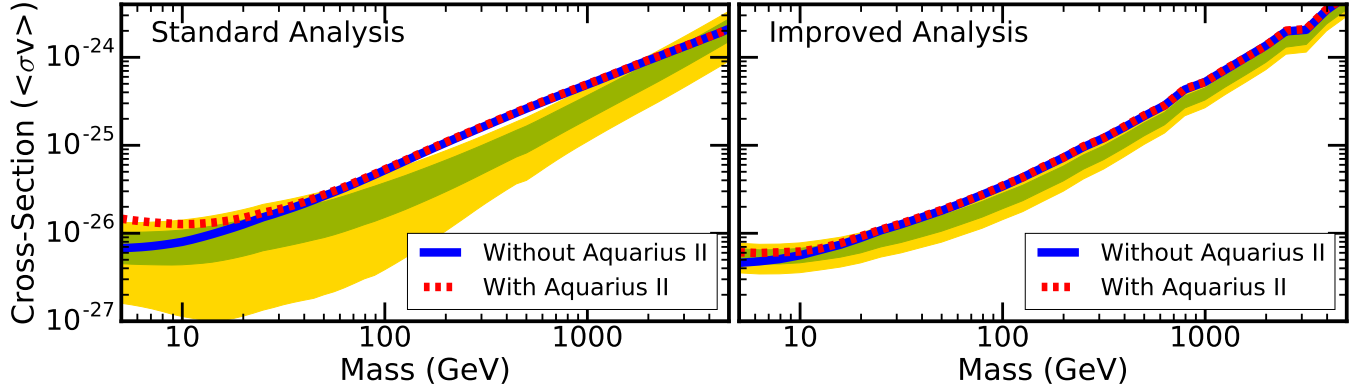 Standard Analysis
Improved Analysis
Cross-Section (<σv>)
10⁻²⁴
10⁻²⁵
10⁻²⁶
10⁻²⁷
Without Aquarius II
With Aquarius II
Without Aquarius II
With Aquarius II
10 100 1000
10 100 1000
Mass (GeV)
Mass (GeV)